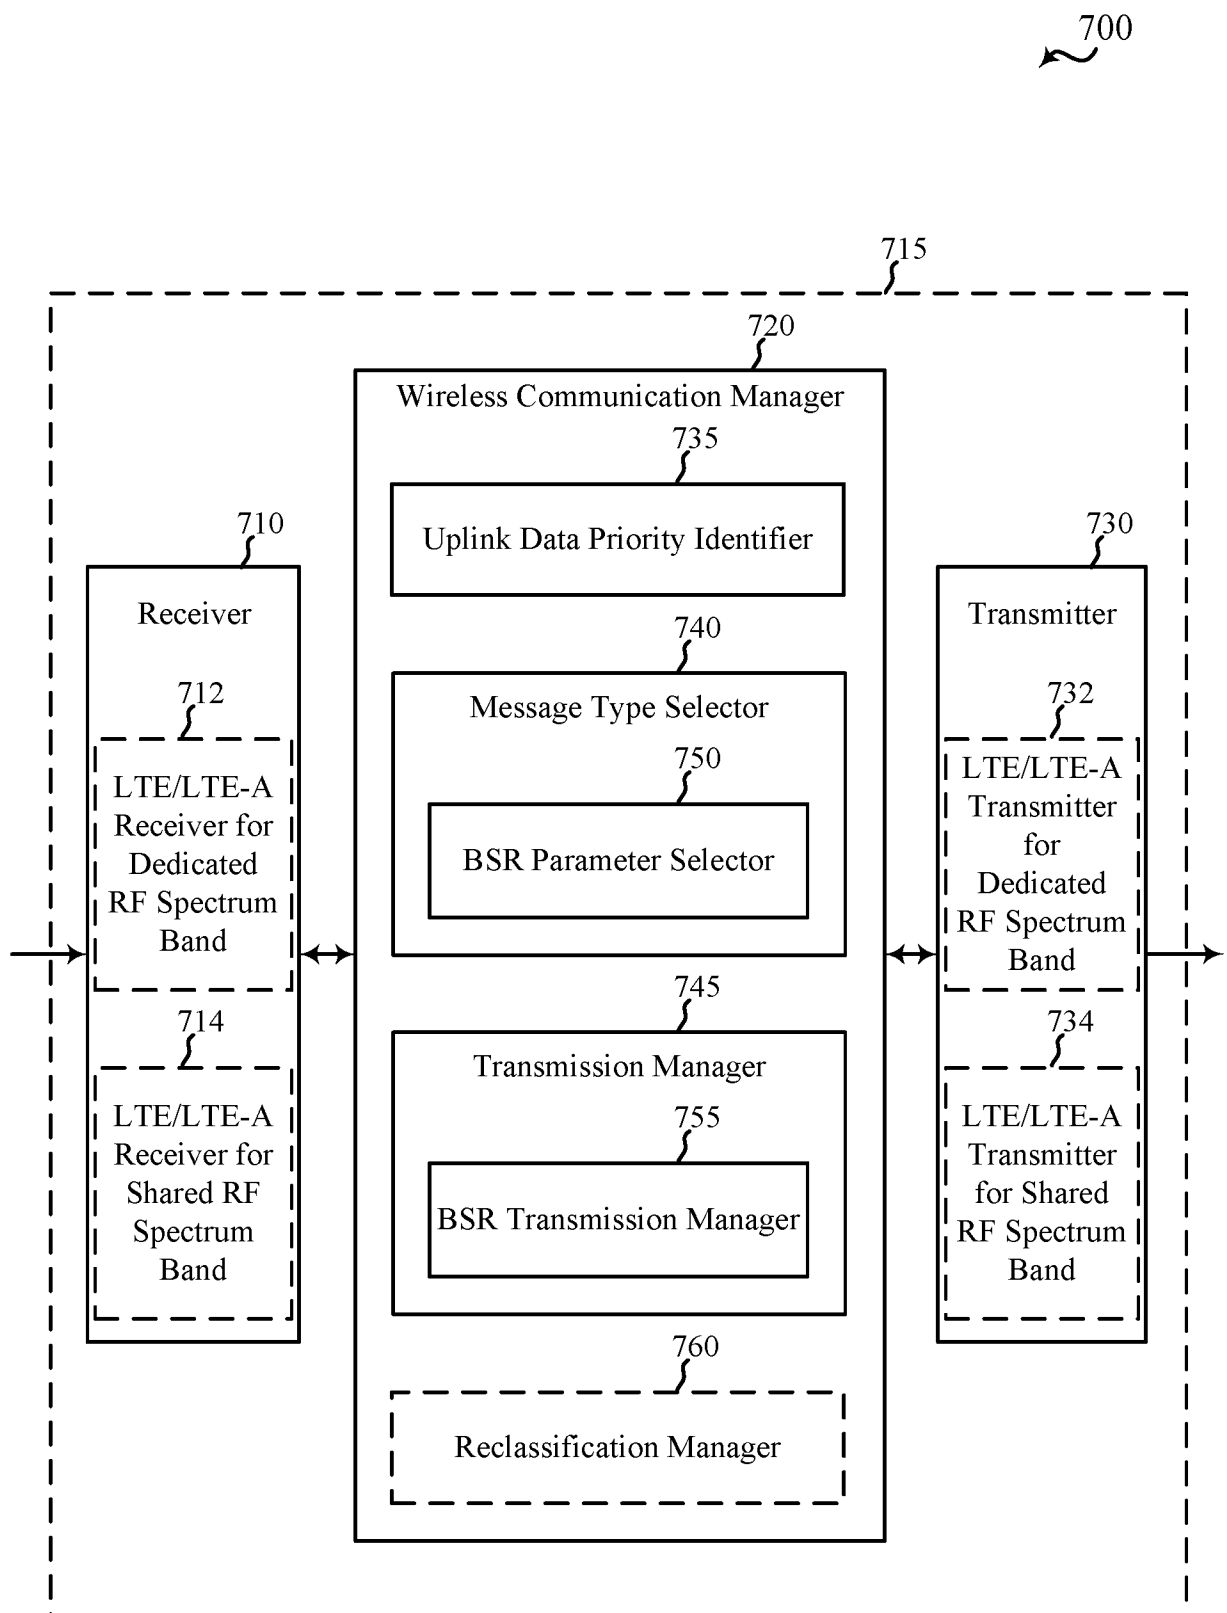 700
715
720
Wireless Communication Manager
735
Uplink Data Priority Identifier
710
Receiver
712
LTE/LTE-A
Receiver for
Dedicated
RF Spectrum
Band
714
LTE/LTE-A
Receiver for
Shared RF
Spectrum
Band
740
Message Type Selector
750
BSR Parameter Selector
745
Transmission Manager
755
BSR Transmission Manager
760
Reclassification Manager
730
Transmitter
732
LTE/LTE-A
Transmitter
for
Dedicated
RF Spectrum
Band
734
LTE/LTE-A
Transmitter
for Shared
RF Spectrum
Band